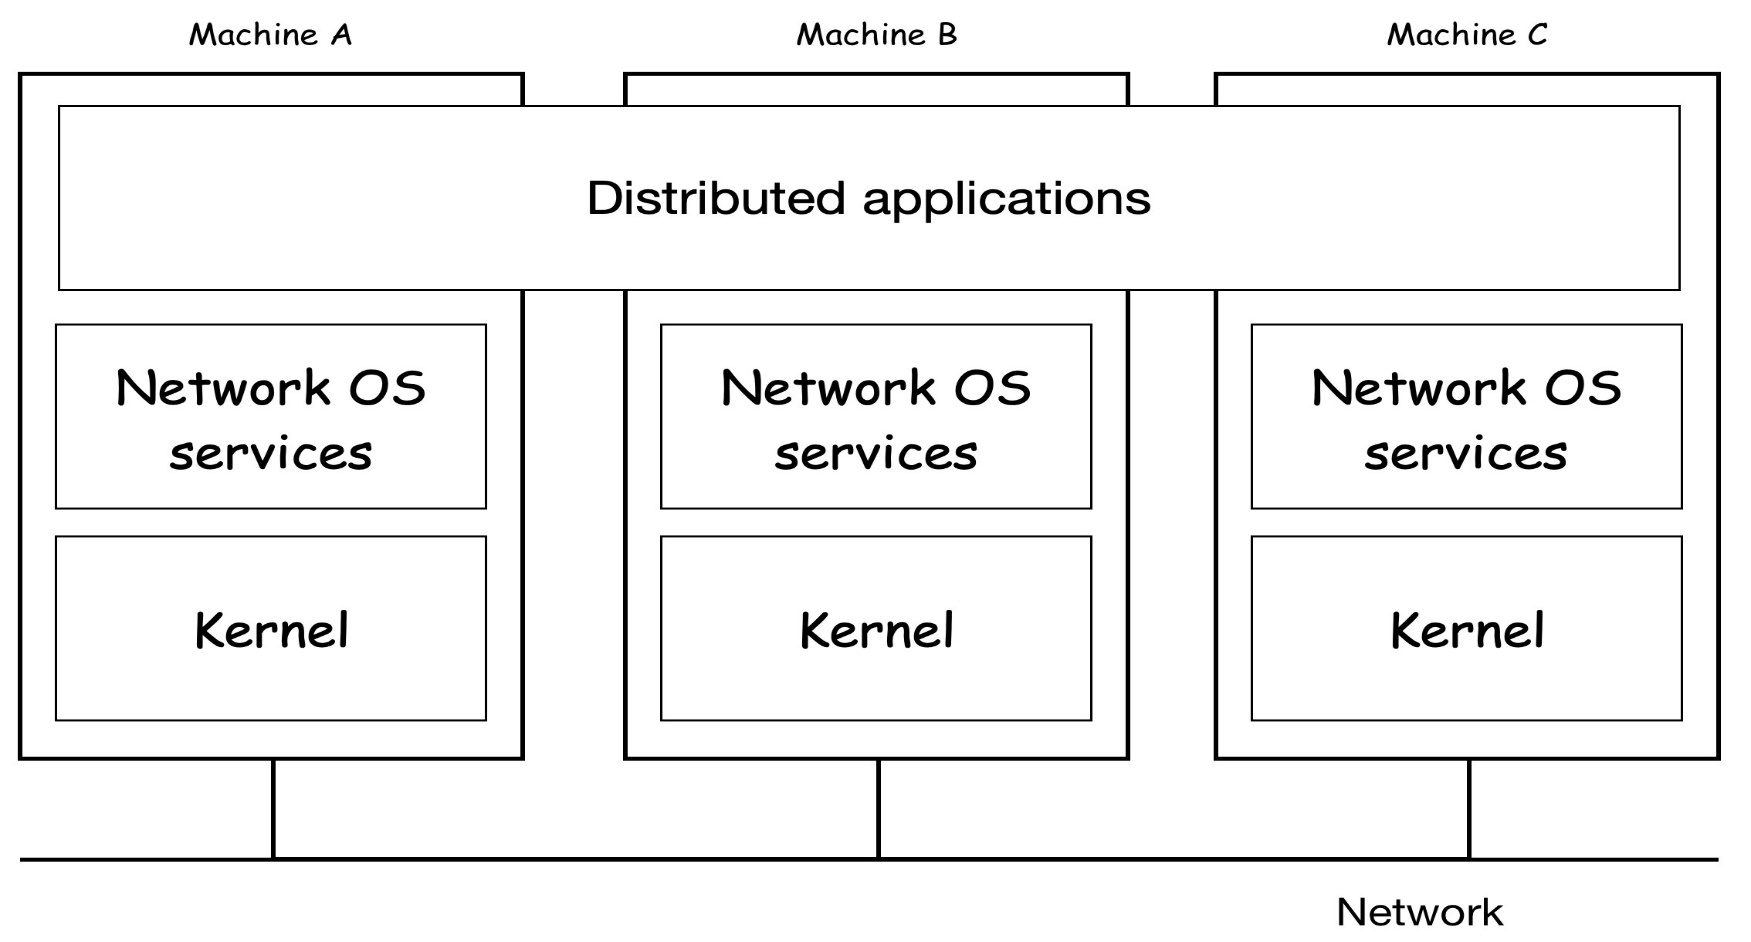 Machine A
Machine B
Machine C
Distributed applications
Network OS
services
Network OS
services
Network OS
services
Kernel
Kernel
Kernel
Network